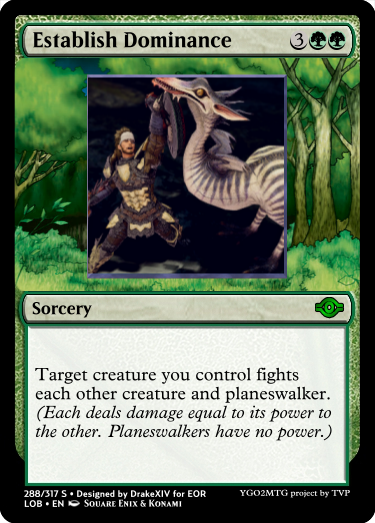 Establish Dominance 3
Sorcery
Target creature you control fights
each other creature and planeswalker.
(Each deals damage equal to its power to
the other. Planeswalkers have no power.)
288/317 S • Designed by DrakeXIV for EOR
LOB • EN Square Enix & Konami
YGO2MTG project by TVP